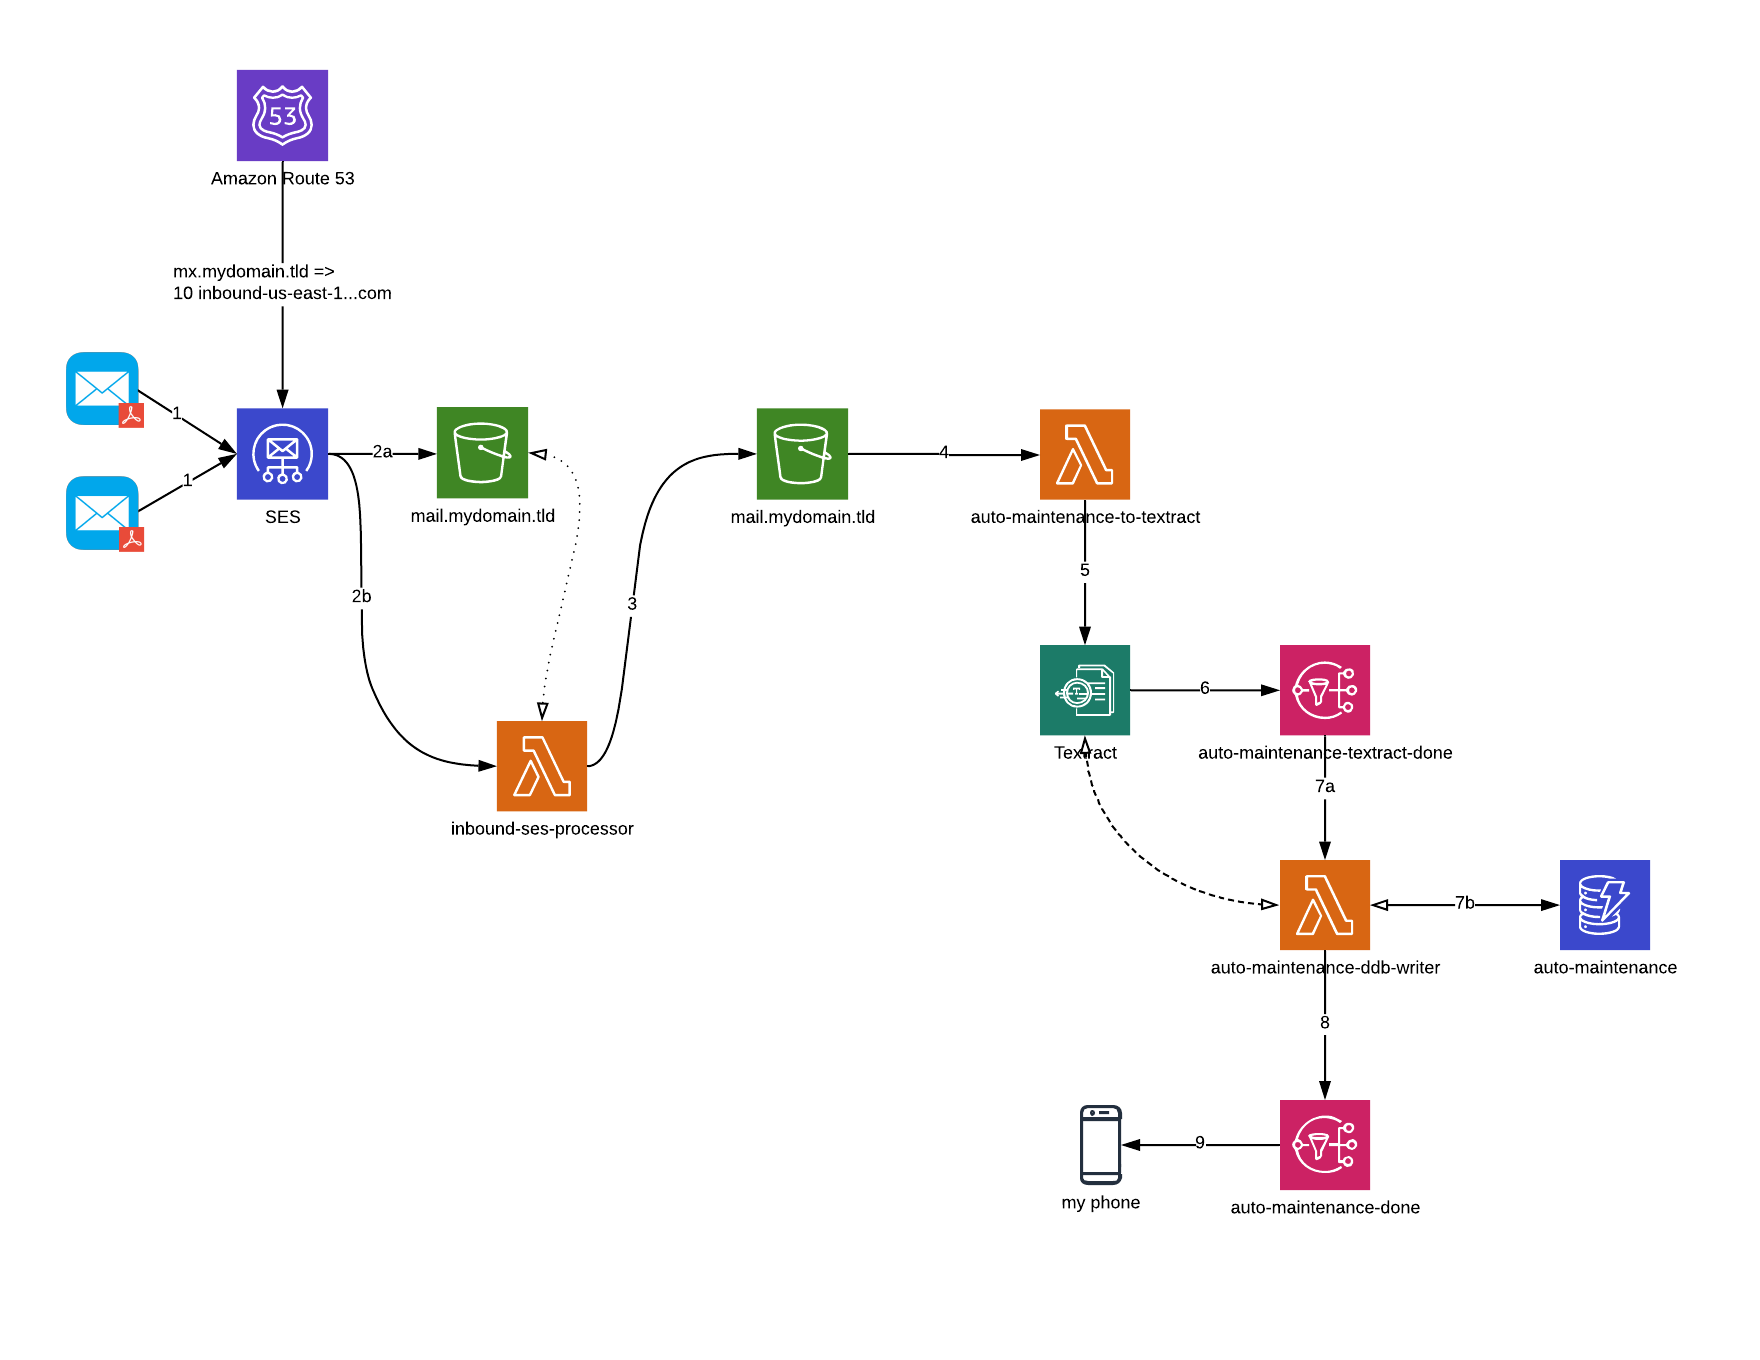 53
Amazon Route 53
mx.mydomain.tld =>
10 inbound-us-east-1...com
1
1
SES
2a
mail.mydomain.tld
2b
inbound-ses-processor
3
mail.mydomain.tld
4
auto-maintenance-to-textract
5
T
Textract
6
auto-maintenance-textract-done
7a
auto-maintenance-ddb-writer
7b
auto-maintenance
8
auto-maintenance-done
9
my phone